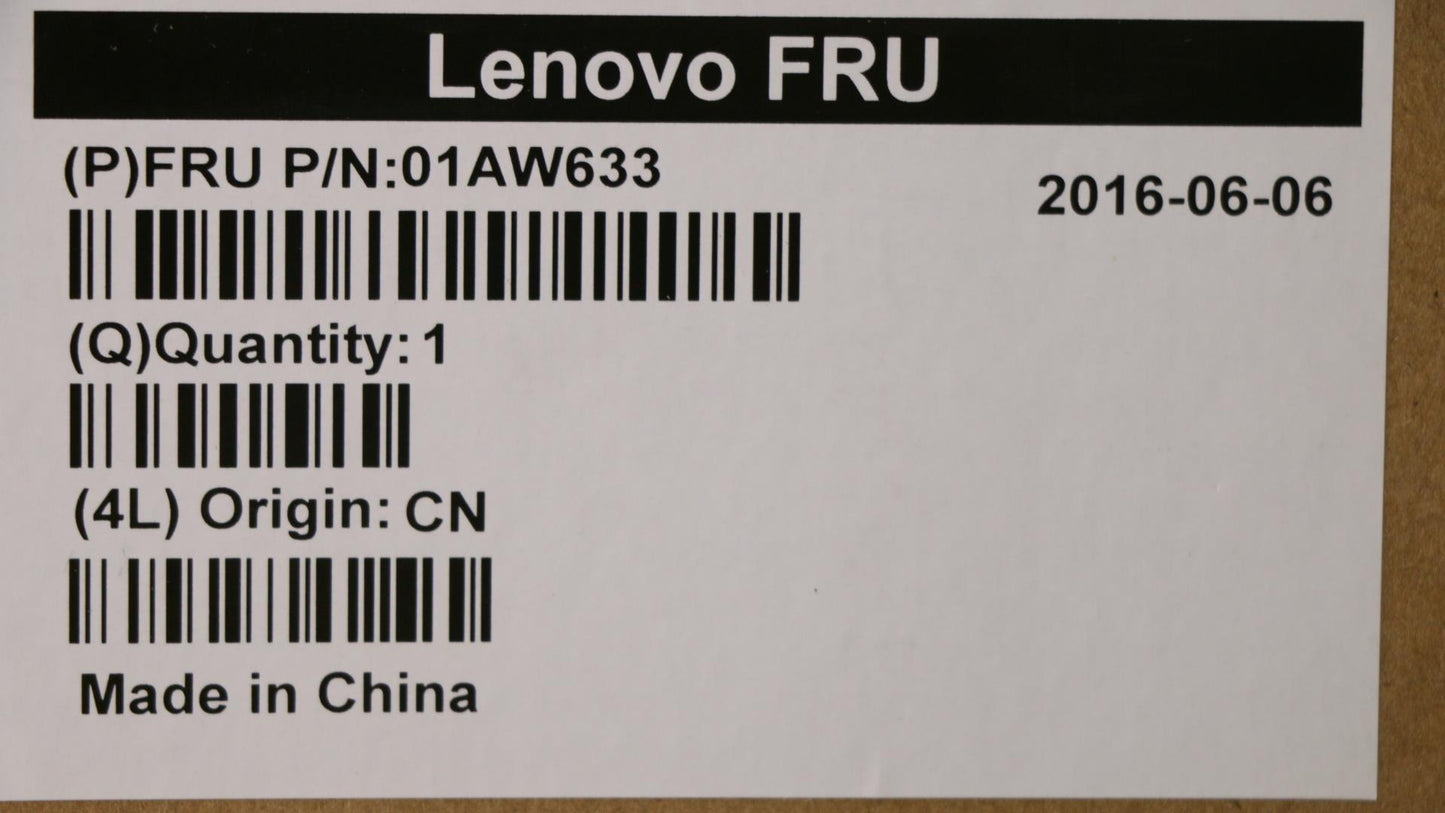 Lenovo FRU
(P)FRU P/N:01AW633
2016-06-06
(Q)Quantity: 1
(4L) Origin: CN
Made in China